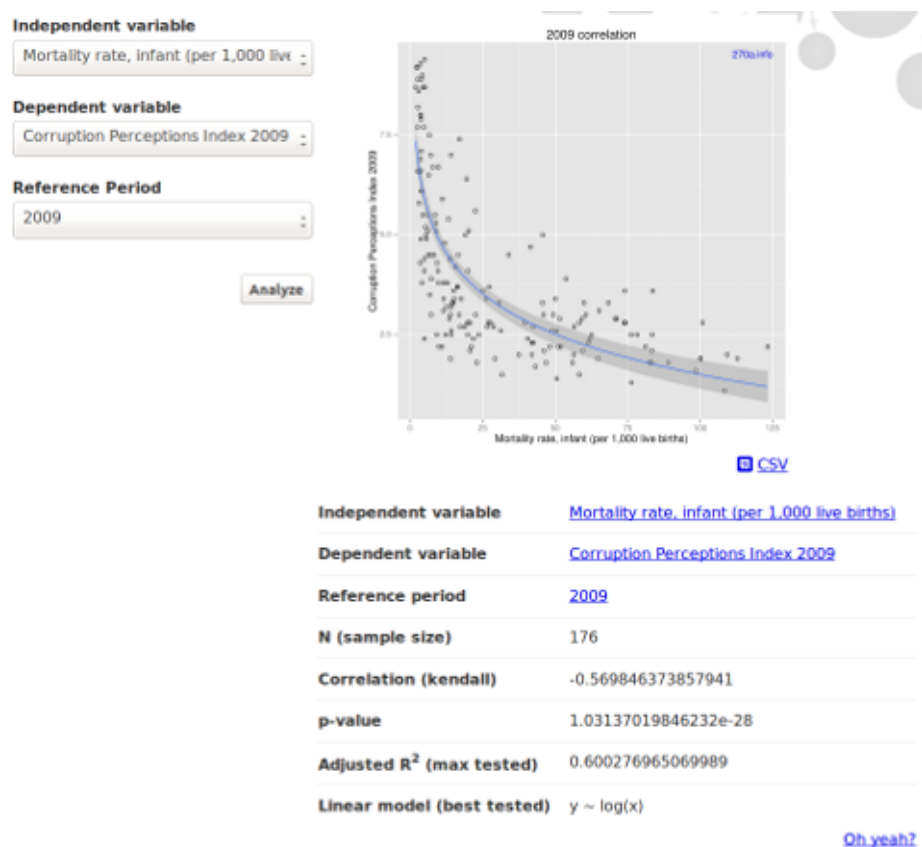 Independent variable
Mortality rate, infant (per 1,000 live
Dependent variable
Corruption Perceptions Index 2009
Reference Period
2009
Analyze
2009 correlation
270a.info
Corruption Perceptions Index 2009
7.5
5.0
2.5
0
25
50
75
100
125
Mortality rate, infant (per 1,000 live births)
CSV
Independent variable Mortality rate, infant (per 1,000 live births)
Dependent variable Corruption Perceptions Index 2009
Reference period 2009
N (sample size) 176
Correlation (kendall) -0.569846373857941
p-value 1.03137019846232e-28
Adjusted R² (max tested) 0.600276965069989
Linear model (best tested) y ~ log(x)
Oh yeah?